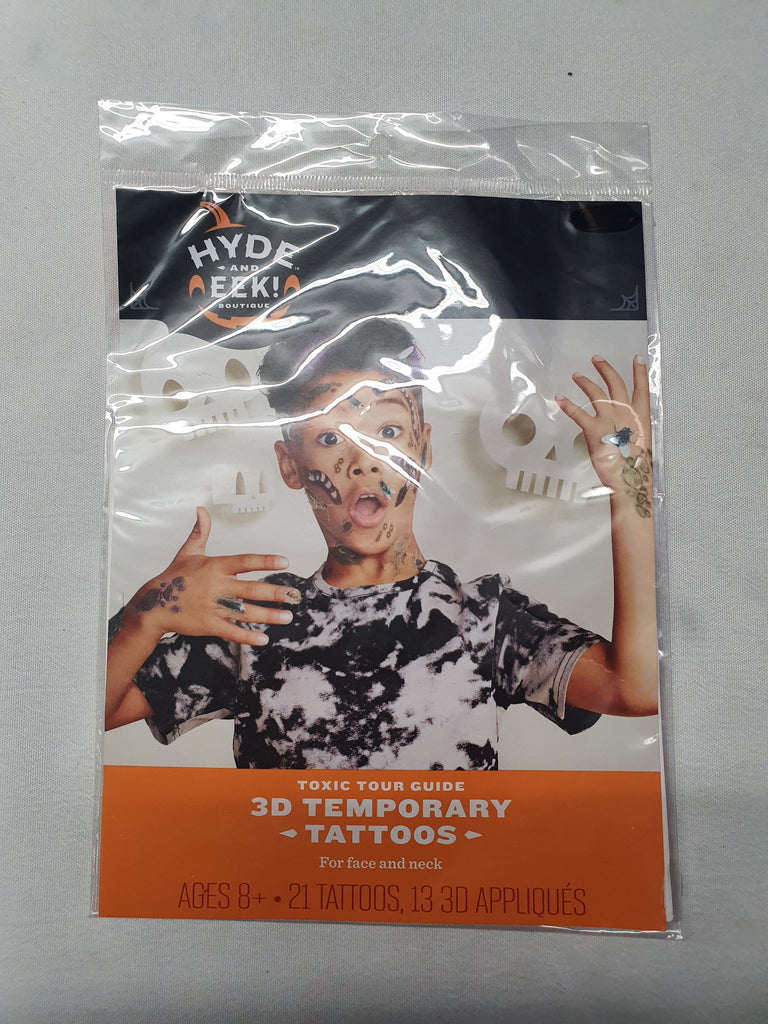 HYDE
AND
EEK!
BOUTIQUE
TOXIC TOUR GUIDE
3D TEMPORARY
TATTOOS
For face and neck
AGES 8+ • 21 TATTOOS, 13 3D APPLIQUÉS